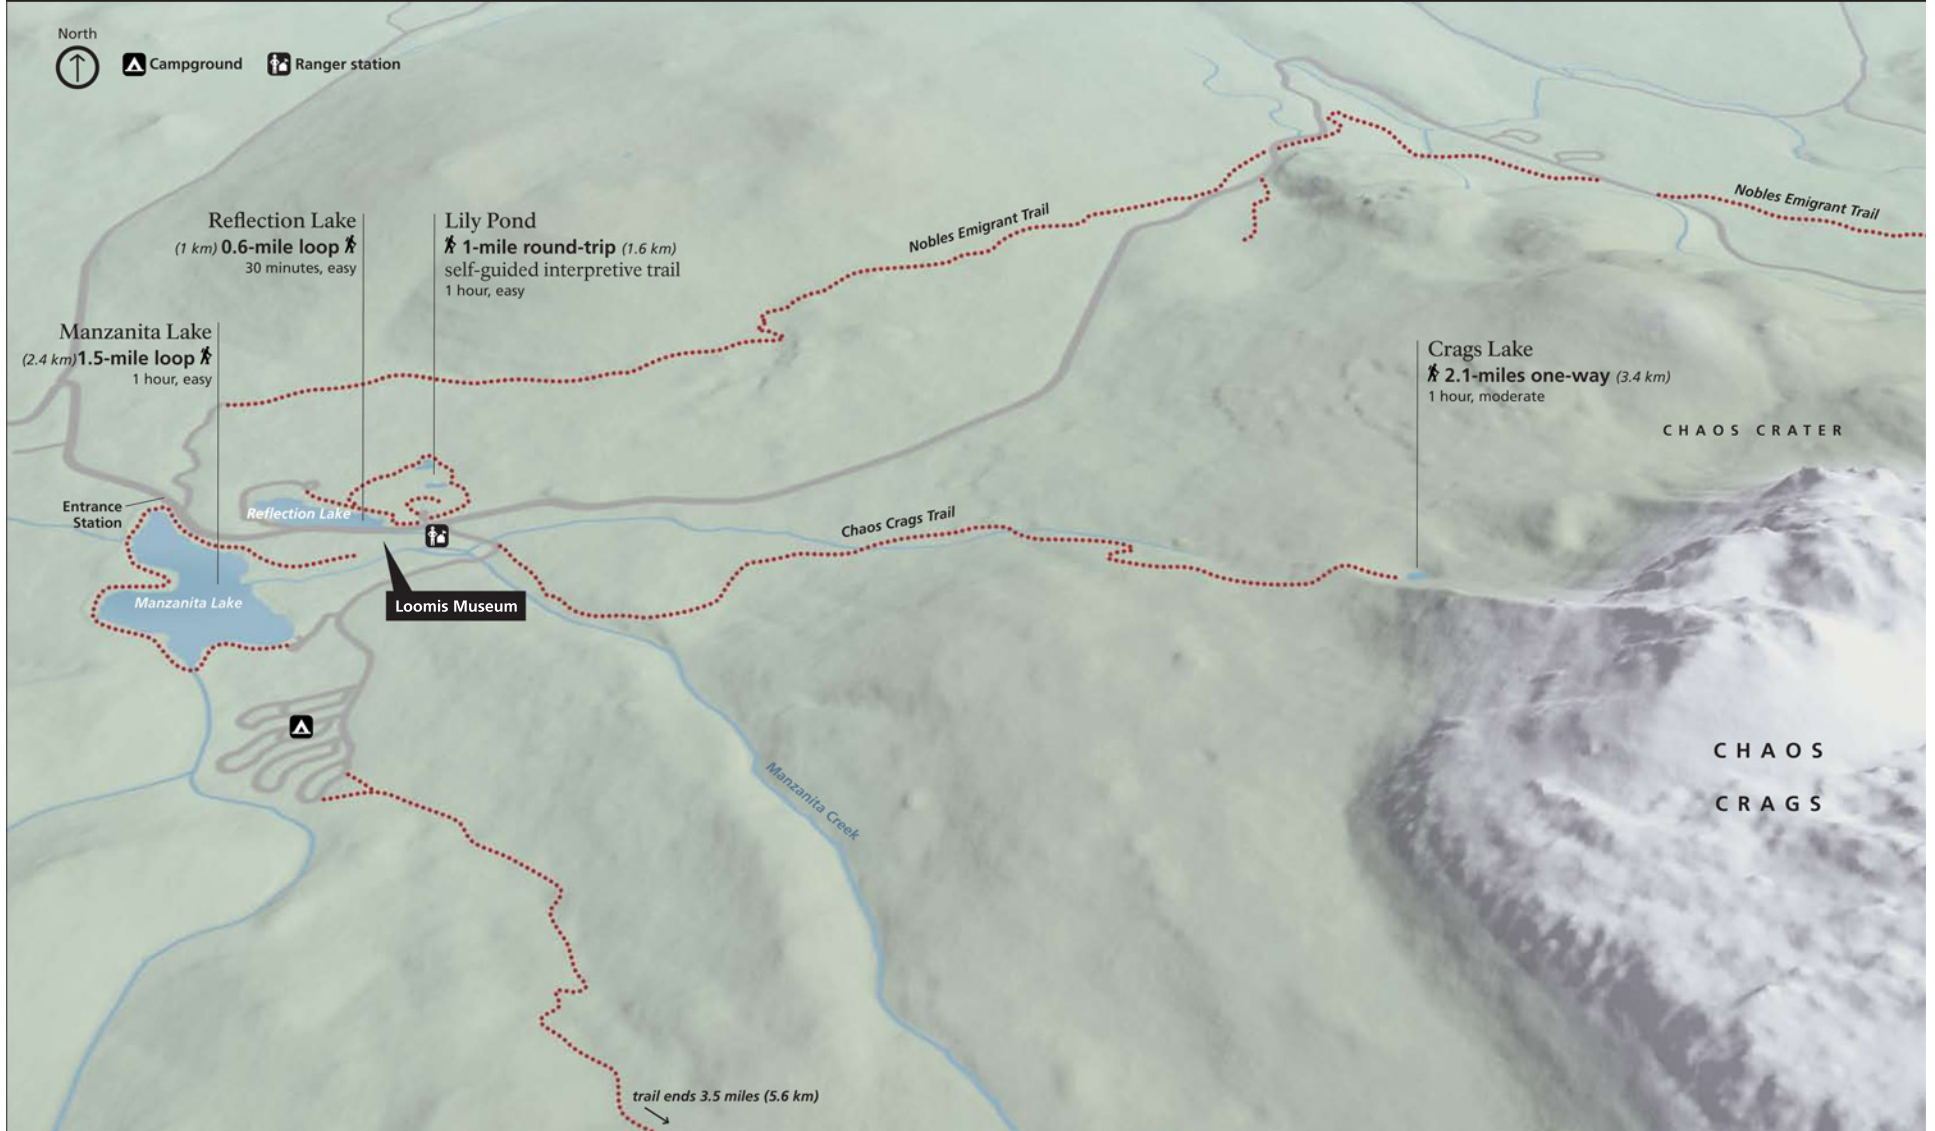 North
Campground
Ranger station
Reflection Lake
(1 km) 0.6-mile loop
30 minutes, easy
Lily Pond
1-mile round-trip (1.6 km)
self-guided interpretive trail
1 hour, easy
Nobles Emigrant Trail
Nobles Emigrant Trail
Manzanita Lake
(2.4 km)1.5-mile loop
1 hour, easy
Crags Lake
2.1-miles one-way (3.4 km)
1 hour, moderate
CHAOS CRATER
Entrance
Station
Reflection Lake
Chaos Crags Trail
Manzanita Lake
Loomis Museum
CHAOS
CRAGS
Manzanita Creek
trail ends 3.5 miles (5.6 km)